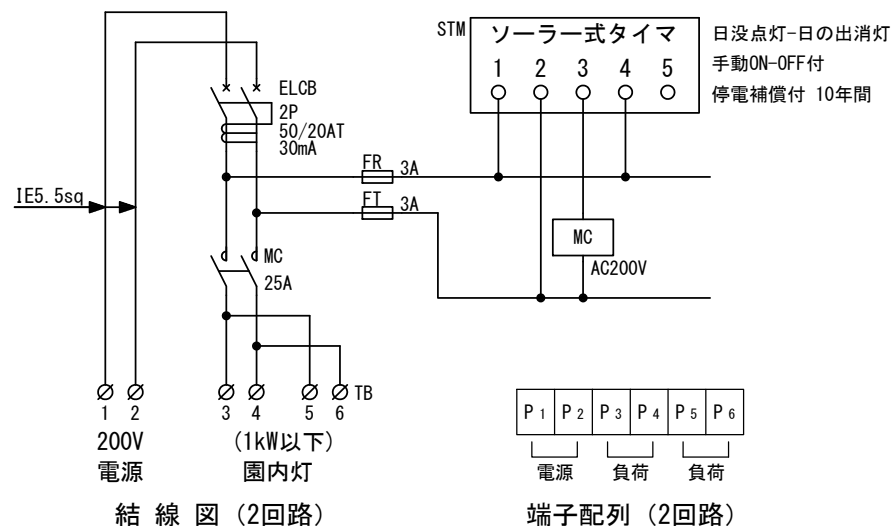 STM
ソーラー式タイマ
1 2 3 4 5
日没点灯-日の出消灯
手動ON-OFF付
停電補償付 10年間
ELCB
2P
50/20AT
30mA
FR 3A
FT 3A
IE5.5sq
MC
25A
MC
AC200V
1 2 3 4 5 6 TB
200V
電源
(1kW以下)
園内灯
結線図 (2回路)
P1 P2 P3 P4 P5 P6
電源 負荷 負荷
端子配列 (2回路)